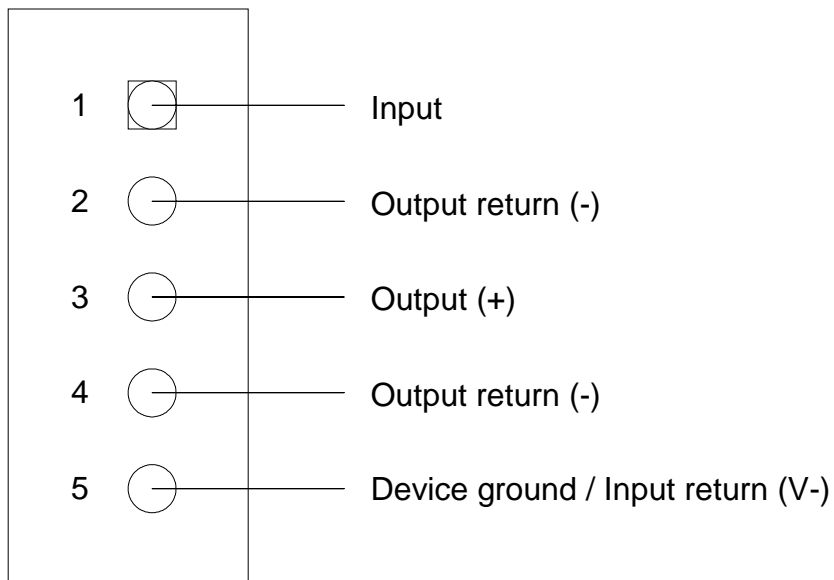 1 Input
2 Output return (-)
3 Output (+)
4 Output return (-)
5 Device ground / Input return (V-)